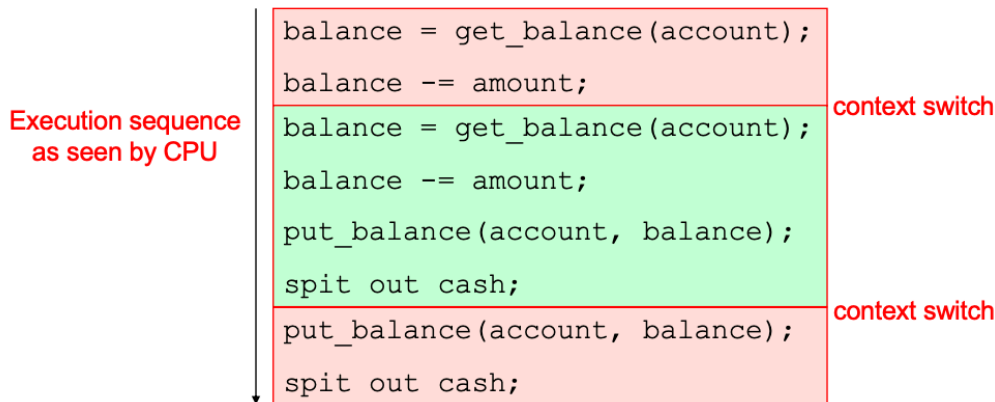 balance = get_balance(account);
balance -= amount;
context switch
Execution sequence
as seen by CPU
balance = get_balance(account);
balance -= amount;
put_balance(account, balance);
spit out cash;
context switch
put_balance(account, balance);
spit out cash;